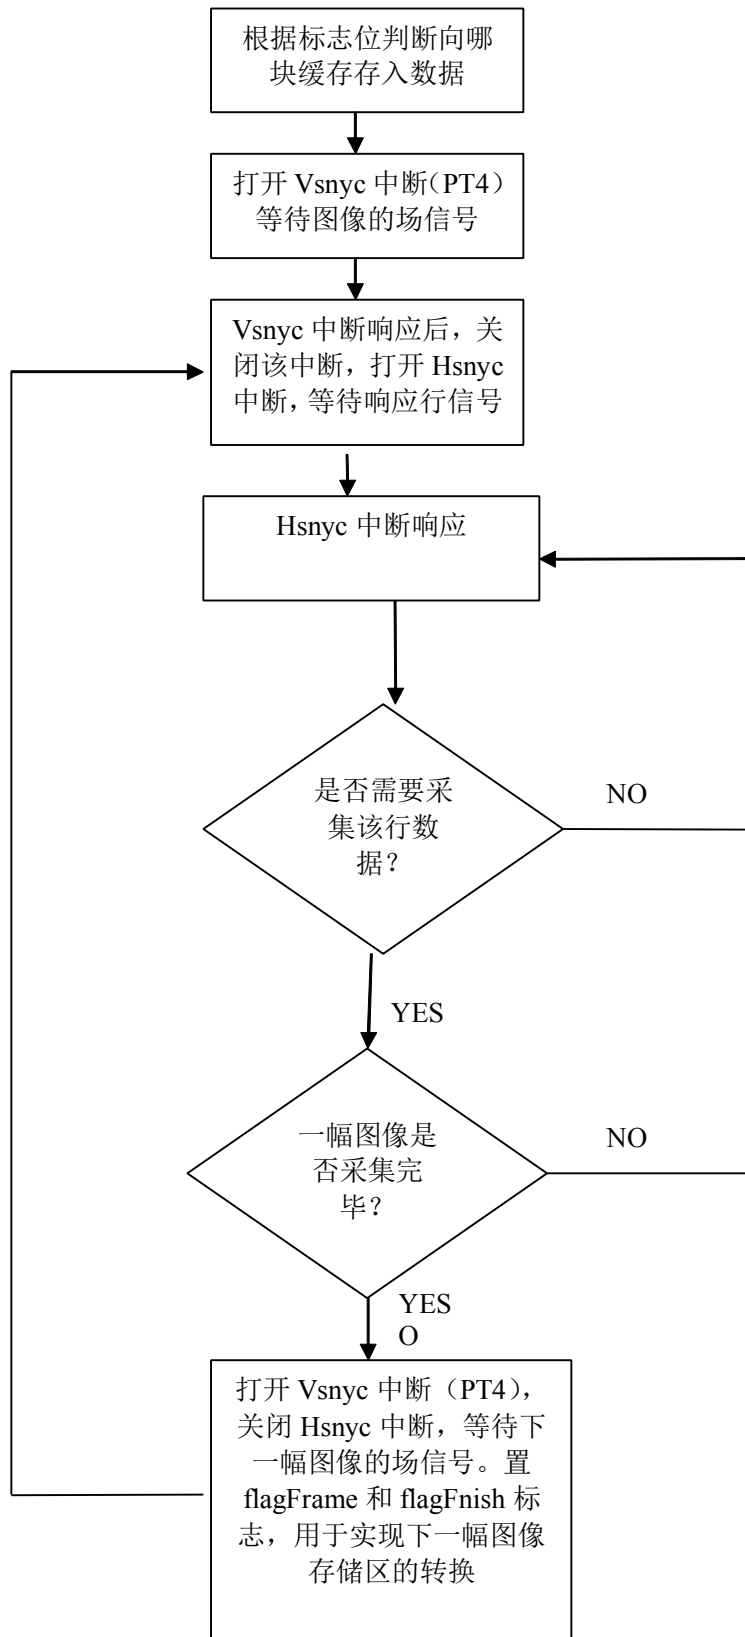 根据标志位判断向哪
块缓存存入数据
打开 Vsnyc 中断（PT4）
等待图像的场信号
Vsnyc 中断响应后，关
闭该中断，打开 Hsnyc
中断，等待响应行信号
Hsnyc 中断响应
是否需要采
集该行数
据？
NO
YES
一幅图像是
否采集完
毕？
NO
YES
O
打开 Vsnyc 中断（PT4），
关闭 Hsnyc 中断，等待下
一幅图像的场信号。置
flagFrame 和 flagFnish 标
志，用于实现下一幅图像
存储区的转换